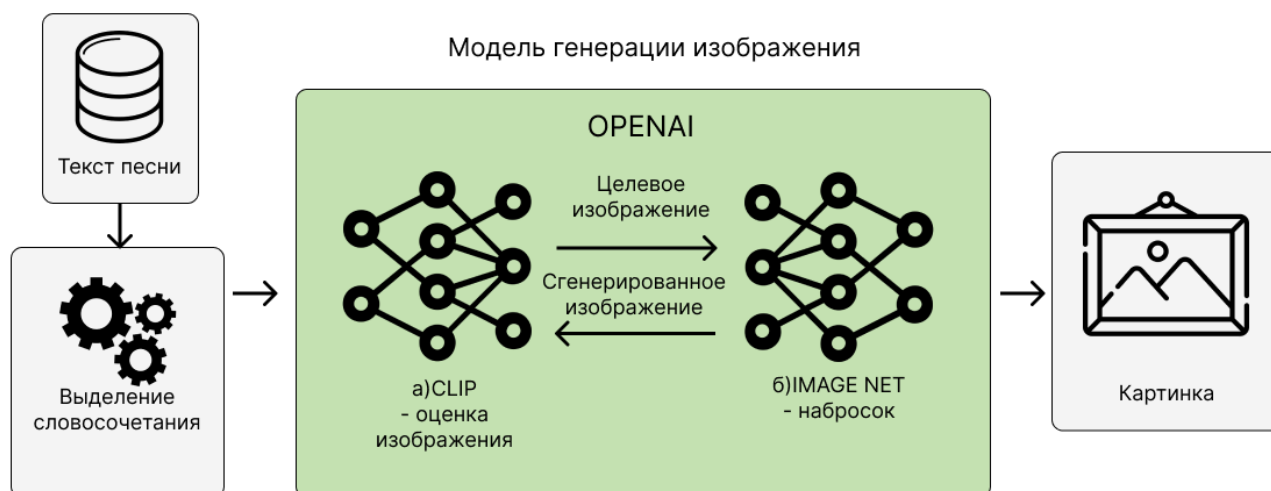 Модель генерации изображения
Текст песни
Выделение
словосочетания
OPENAI
Целевое
изображение
Сгенерированное
изображение
а)CLIP
- оценка
изображения
б)IMAGE NET
- набросок
Картинка